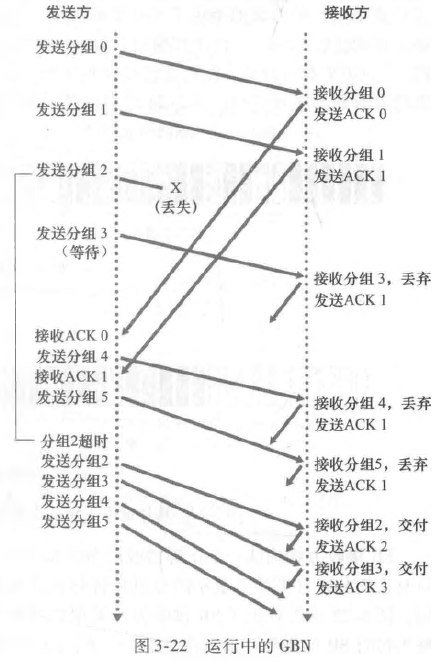 发送方
接收方
发送分组 0
接收分组 0
发送ACK 0
发送分组 1
接收分组 1
发送ACK 1
发送分组 2
X
(丢失)
发送分组 3
(等待)
接收分组 3，丢弃
发送ACK 1
接收ACK 0
发送分组 4
接收ACK 1
发送分组 5
接收分组 4，丢弃
发送ACK 1
分组2超时
发送分组2
发送分组3
发送分组4
发送分组5
接收分组5，丢弃
发送ACK 1
接收分组2，交付
发送ACK 2
接收分组3，交付
发送ACK 3
图 3-22 运行中的 GBN